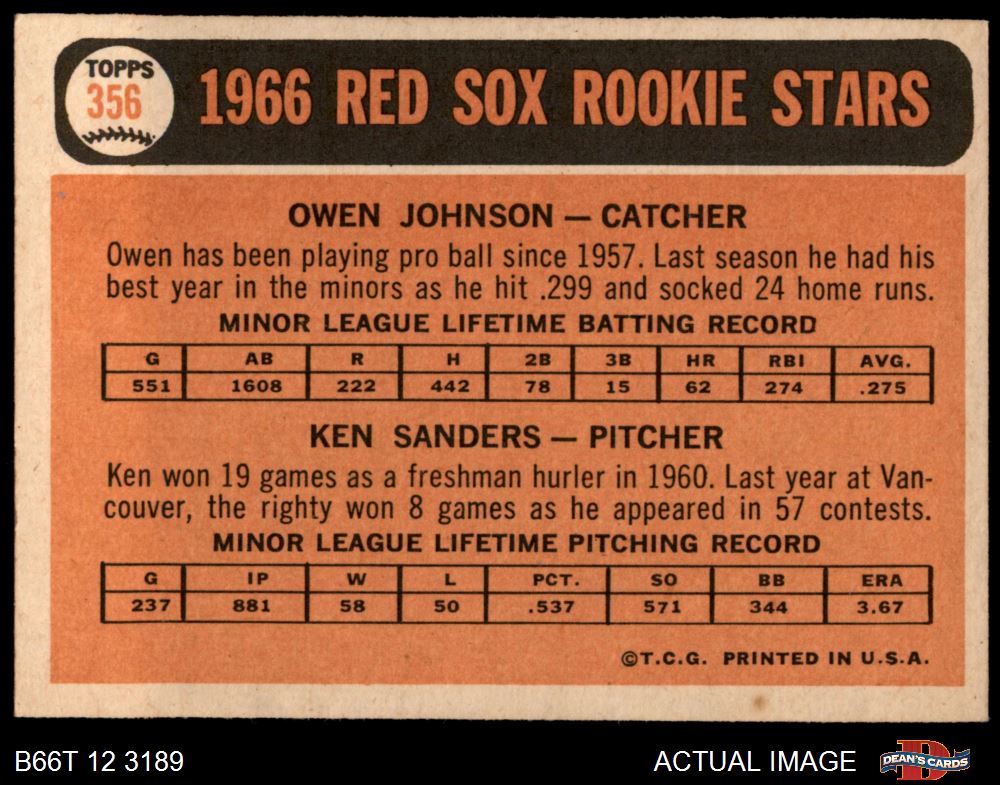 TOPPS
356
1966 RED SOX ROOKIE STARS
OWEN JOHNSON — CATCHER
Owen has been playing pro ball since 1957. Last season he had his
best year in the minors as he hit .299 and socked 24 home runs.
MINOR LEAGUE LIFETIME BATTING RECORD
G AB R H 2B 3B HR RBI AVG.
551 1608 222 442 78 15 62 274 .275
KEN SANDERS — PITCHER
Ken won 19 games as a freshman hurler in 1960. Last year at Van-
couver, the righty won 8 games as he appeared in 57 contests.
MINOR LEAGUE LIFETIME PITCHING RECORD
G IP W L PCT. SO BB ERA
237 881 58 50 .537 571 344 3.67
©T.C.G. PRINTED IN U.S.A.
B66T 12 3189 ACTUAL IMAGE D DEAN'S CARDS